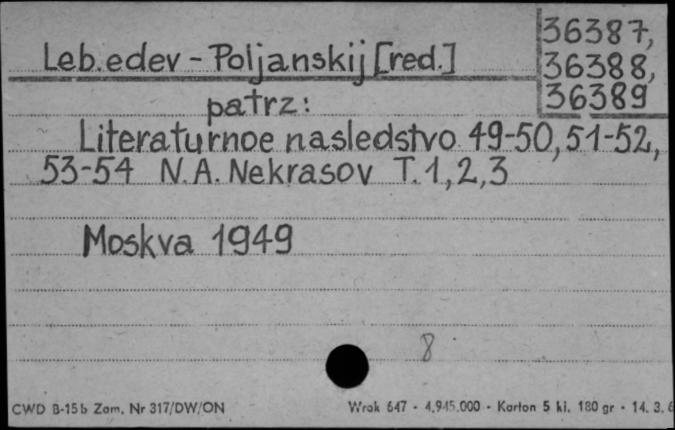 36387,
Leb.edev - Poljanskij [red.] 36388,
patrz: 36389
Literaturnoe nasledstvo 49-50, 51-52,
53-54 N. A. Nekrasov T. 1, 2, 3
Moskva 1949
8
CWD B-15b Zam. Nr 317/DW/ON Wrak 647 - 4.945.000 - Karton 5 kl. 180 gr - 14. 3.